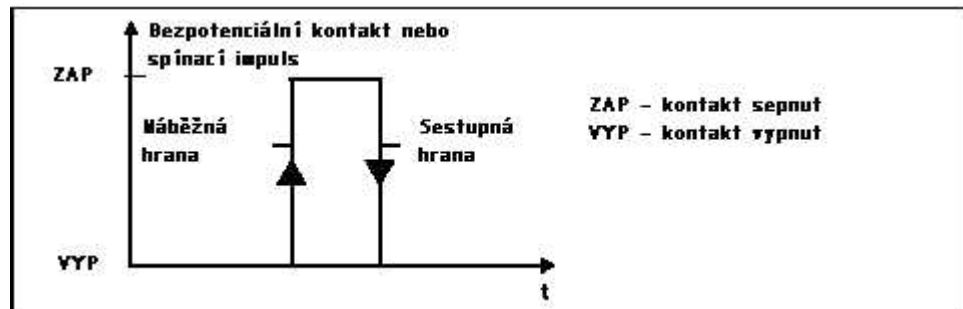 Bezpotenciální kontakt nebo
spínací impuls
ZAP
Náběžná
hrana
Sestupná
hrana
ZAP - kontakt sepnut
VYP - kontakt vypnut
VYP
t